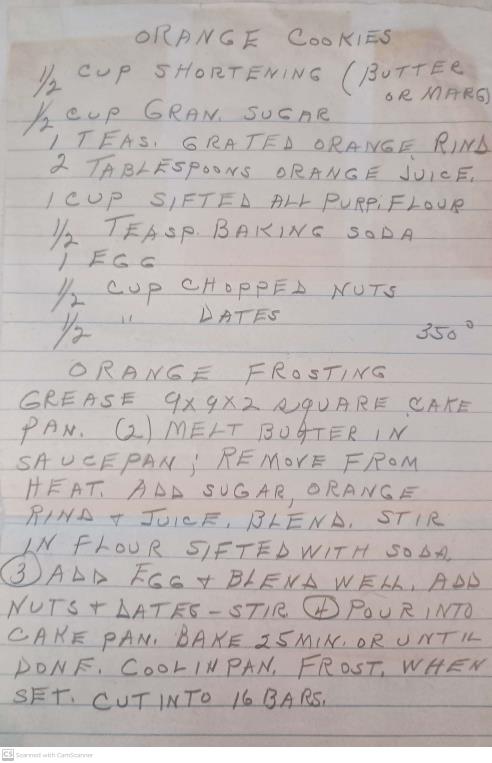 ORANGE COOKIES
1/2 CUP SHORTENING (BUTTER
OR MARG)
1/2 CUP GRAN. SUGAR
1 TEAS. GRATED ORANGE RIND
2 TABLESPOONS ORANGE JUICE.
1 CUP SIFTED ALL PURP. FLOUR
1/2 TEASP. BAKING SODA
1 EGG
1/2 CUP CHOPPED NUTS
1/2 " DATES 350°
ORANGE FROSTING
GREASE 9X9X2 SQUARE CAKE
PAN. (2) MELT BUTTER IN
SAUCEPAN; REMOVE FROM
HEAT. ADD SUGAR, ORANGE
RIND + JUICE. BLEND. STIR
IN FLOUR SIFTED WITH SODA.
③ ADD EGG + BLEND WELL. ADD
NUTS + DATES - STIR ④ POUR INTO
CAKE PAN. BAKE 25 MIN. OR UNTIL
DONE. COOL IN PAN. FROST. WHEN
SET. CUT INTO 16 BARS.
CS Scanned with CamScanner